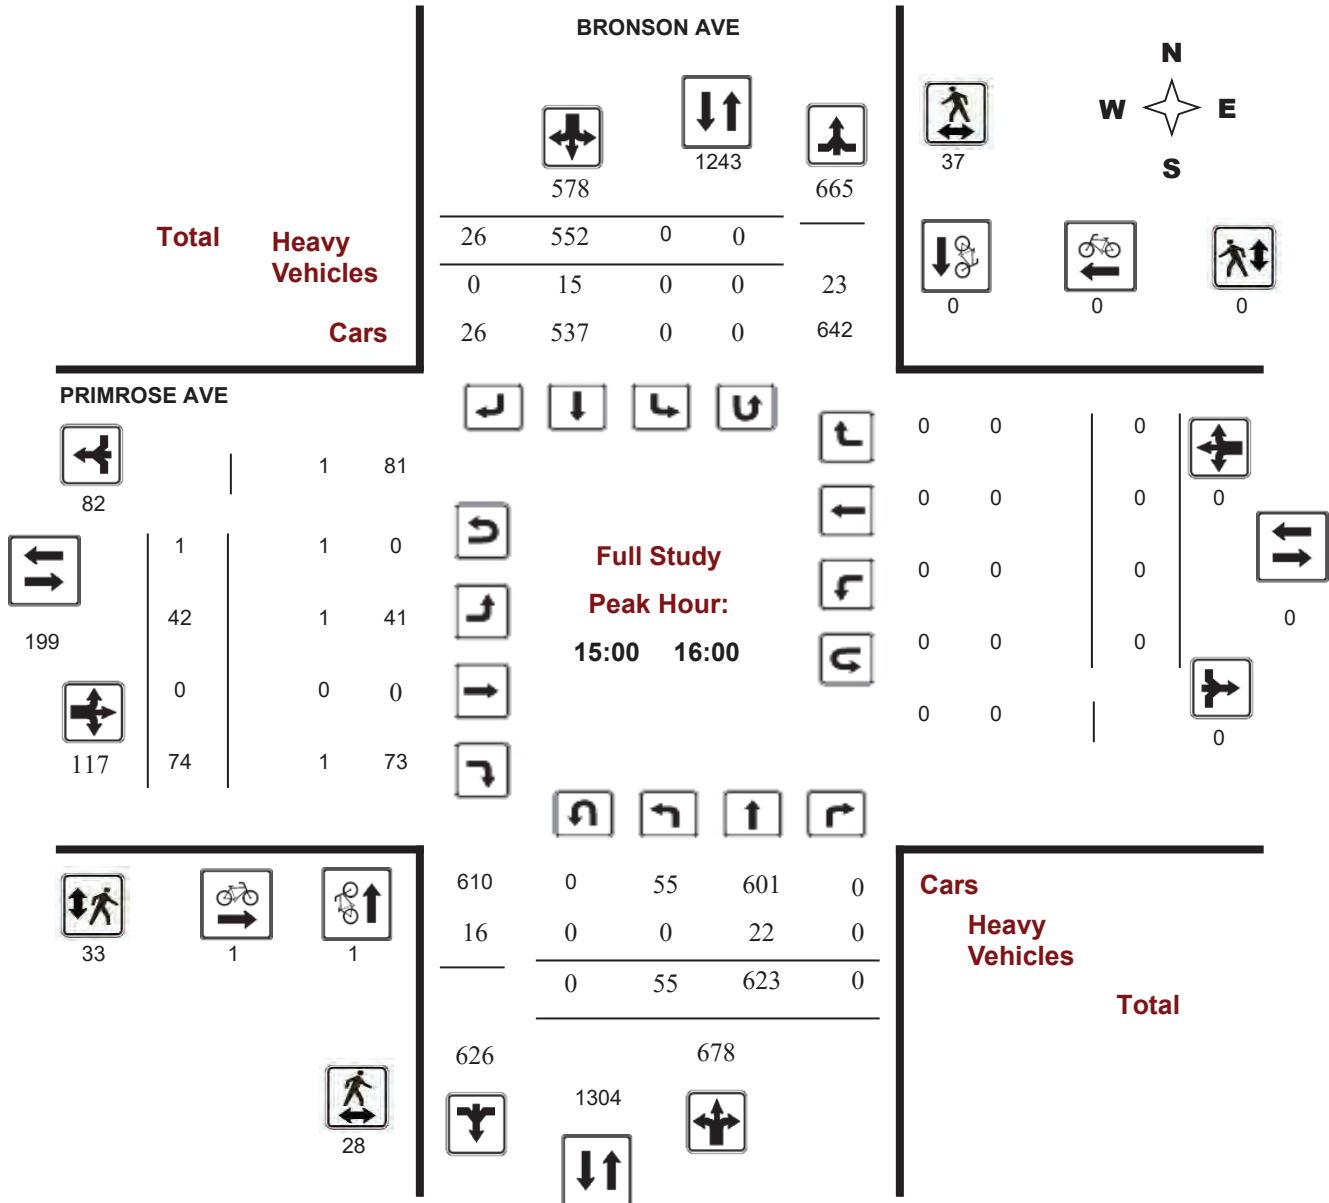 BRONSON AVE
N
W E
S
1243
37
578 665
Total Heavy Vehicles
26 552 0 0
0 15 0 0 23
0 0 0
Cars 26 537 0 0 642
PRIMROSE AVE
82
1 81
0 0 0
1 1 0
0 0 0 0
Full Study
199
42 1 41
0 0 0
0
Peak Hour:
15:00 16:00
0 0 0
0 0 0
0 0
0
117 74 1 73
610 0 55 601 0
Cars
16 0 0 22 0
Heavy
Vehicles
33 1 1
0 55 623 0
Total
626 678
1304
28